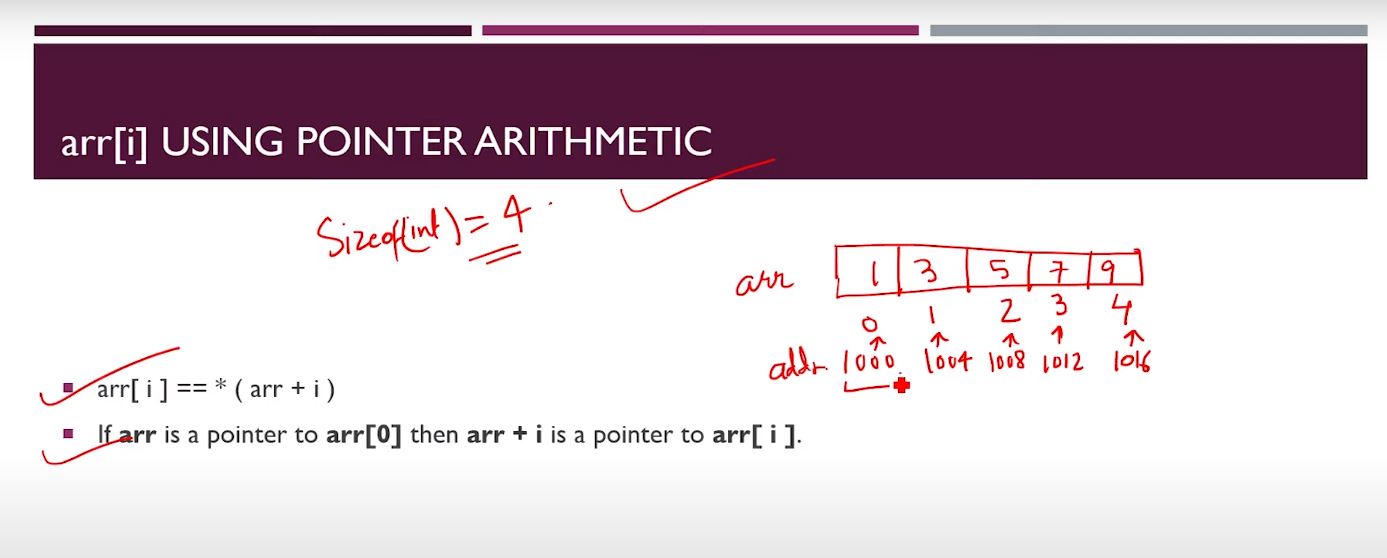 arr[i] USING POINTER ARITHMETIC
Sizeof(int) = 4
arr 1 3 5 7 9
0 1 2 3 4
addr. 1000 1004 1008 1012 1016
arr[ i ] == * ( arr + i )
If arr is a pointer to arr[0] then arr + i is a pointer to arr[ i ].